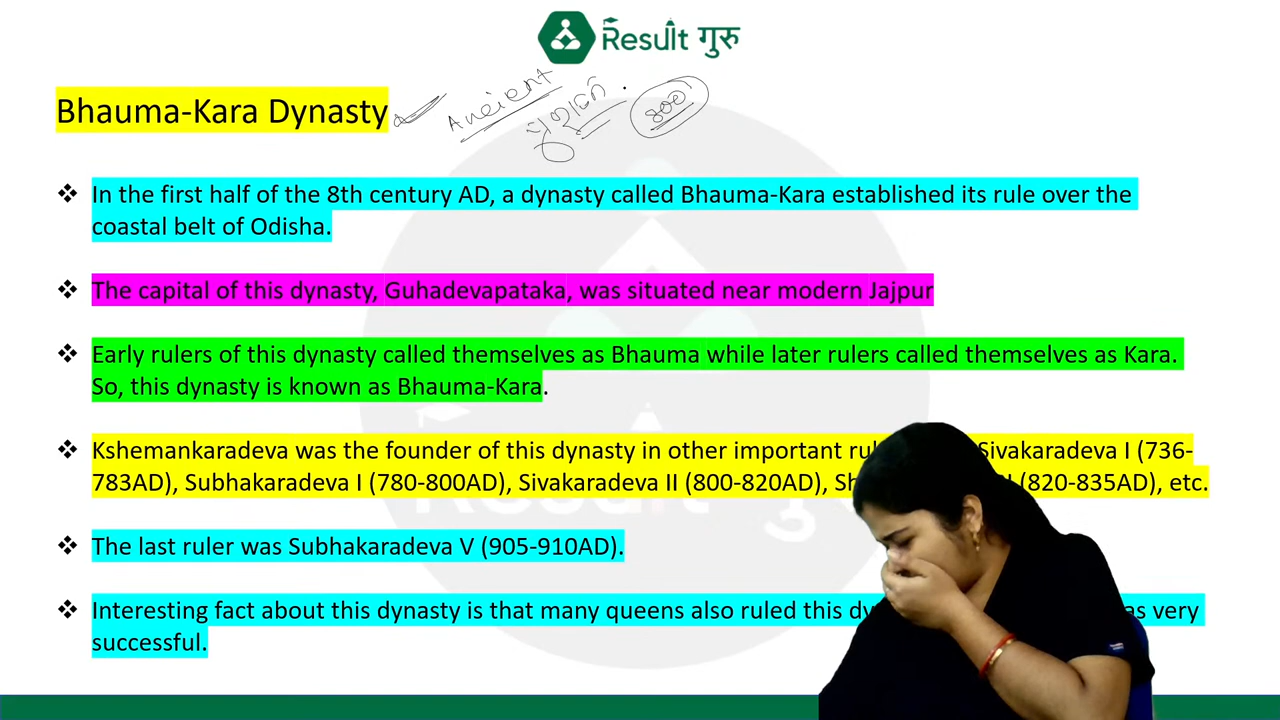 Result गुरु
Bhauma-Kara Dynasty
Ancient
800
In the first half of the 8th century AD, a dynasty called Bhauma-Kara established its rule over the
coastal belt of Odisha.
The capital of this dynasty, Guhadevapataka, was situated near modern Jajpur
Early rulers of this dynasty called themselves as Bhauma while later rulers called themselves as Kara.
So, this dynasty is known as Bhauma-Kara.
Kshemankaradeva was the founder of this dynasty in other important Sivakaradeva I (736-
783AD), Subhakaradeva I (780-800AD), Sivakaradeva II (800-820AD), (820-835AD), etc.
The last ruler was Subhakaradeva V (905-910AD).
Interesting fact about this dynasty is that many queens also ruled this very
successful.